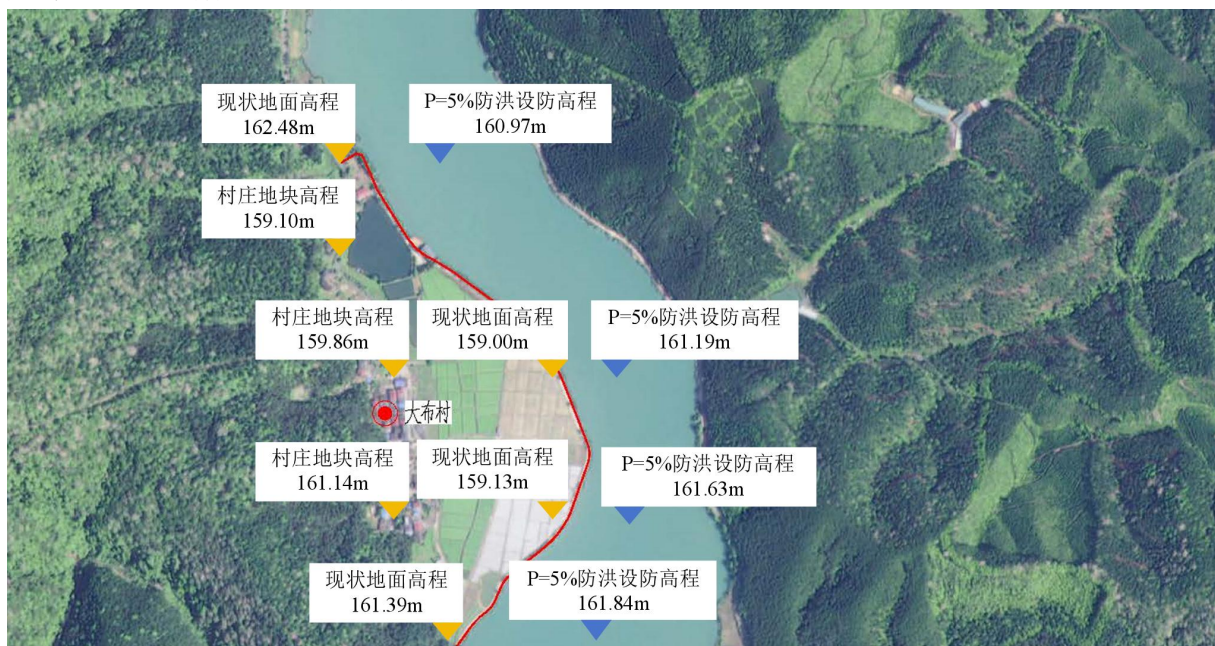 现状地面高程
162.48m
P=5%防洪设防高程
160.97m
村庄地块高程
159.10m
村庄地块高程
159.86m
现状地面高程
159.00m
P=5%防洪设防高程
161.19m
大布村
村庄地块高程
161.14m
现状地面高程
159.13m
P=5%防洪设防高程
161.63m
现状地面高程
161.39m
P=5%防洪设防高程
161.84m